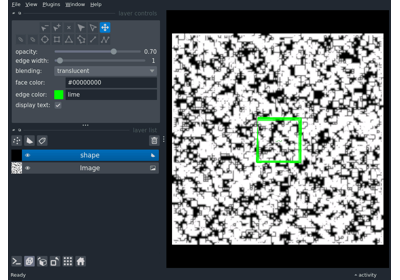 File View Plugins Window Help
layer controls
opacity: 0.70
edge width: 1
blending: translucent
face color: #00000000
edge color: lime
display text:
layer list
shape
Image
Ready
activity